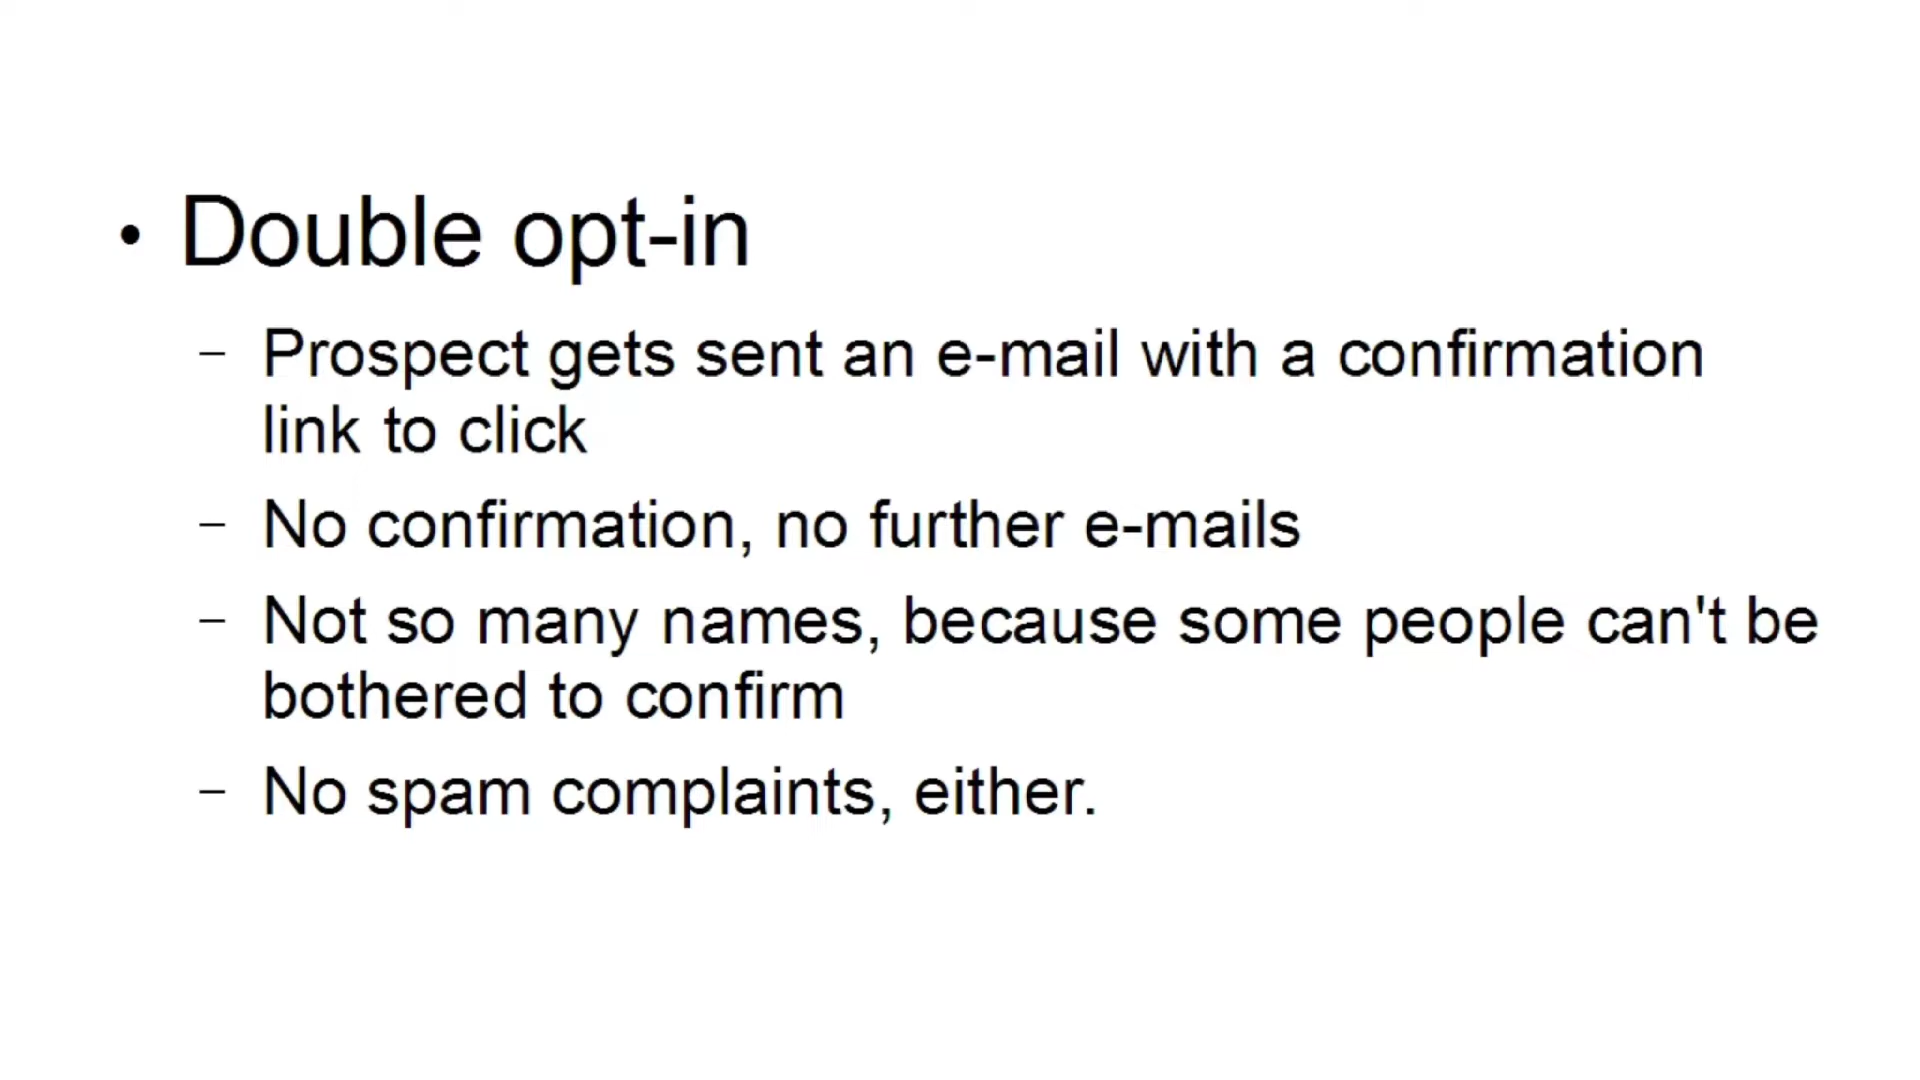 • Double opt-in
– Prospect gets sent an e-mail with a confirmation
link to click
– No confirmation, no further e-mails
– Not so many names, because some people can't be
bothered to confirm
– No spam complaints, either.